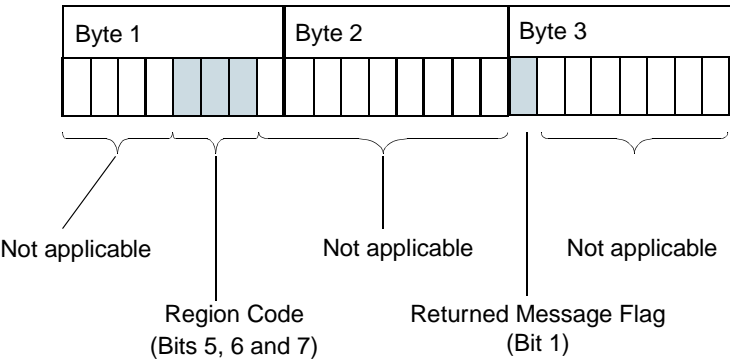 Byte 1
Byte 2
Byte 3
Not applicable
Not applicable
Not applicable
Region Code
(Bits 5, 6 and 7)
Returned Message Flag
(Bit 1)